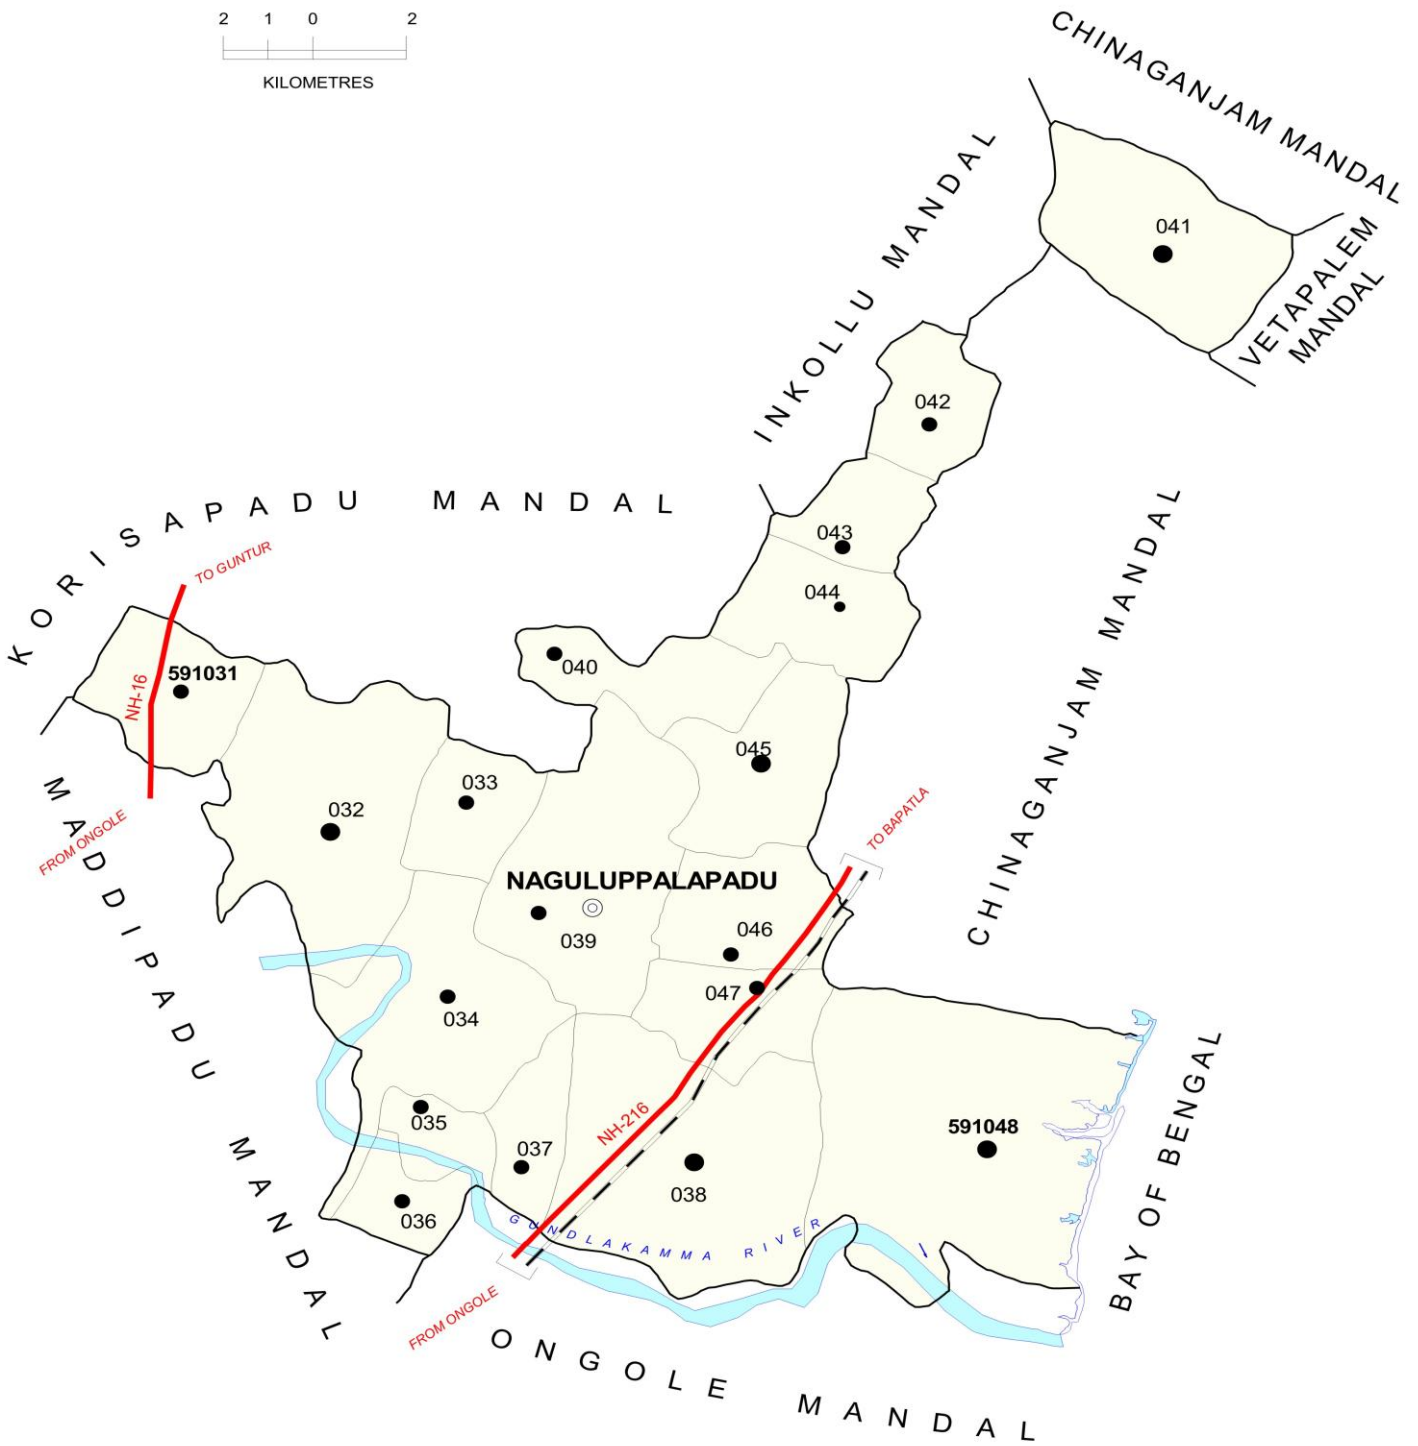 2 1 0 2
KILOMETRES
CHINAGANJAM MANDAL
INKOLLU MANDAL
041
VETAPALEM
MANDAL
042
KORISAPADU MANDAL
043
CHINAGANJAM MANDAL
TO GUNTUR
044
040
591031
NH-16
045
033
032
MADDIPADU MANDAL
FROM ONGOLE
TO BAPATLA
NAGULUPPALAPADU
039
046
047
034
BAY OF BENGAL
035
NH-216
591048
037
038
036
GUNDLAKAMMA RIVER
FROM ONGOLE
ONGOLE MANDAL